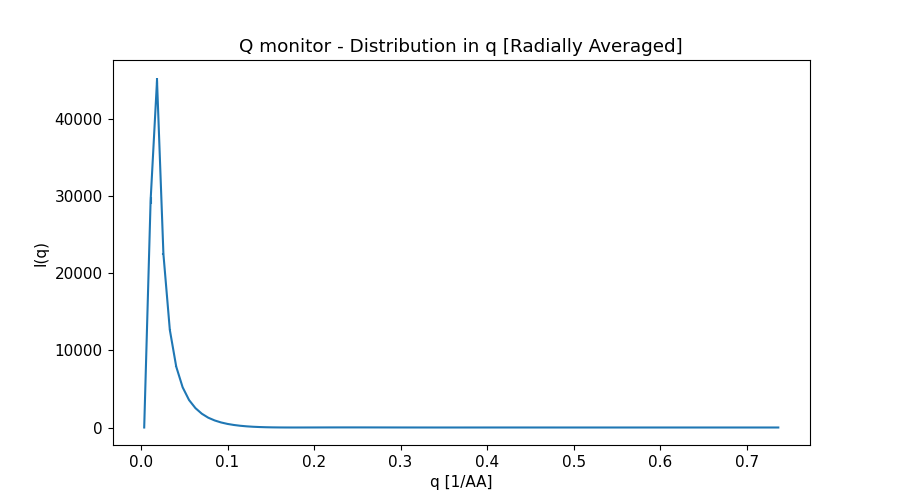 Q monitor - Distribution in q [Radially Averaged]
40000
30000
20000
10000
0
I(q)
0.0 0.1 0.2 0.3 0.4 0.5 0.6 0.7
q [1/AA]